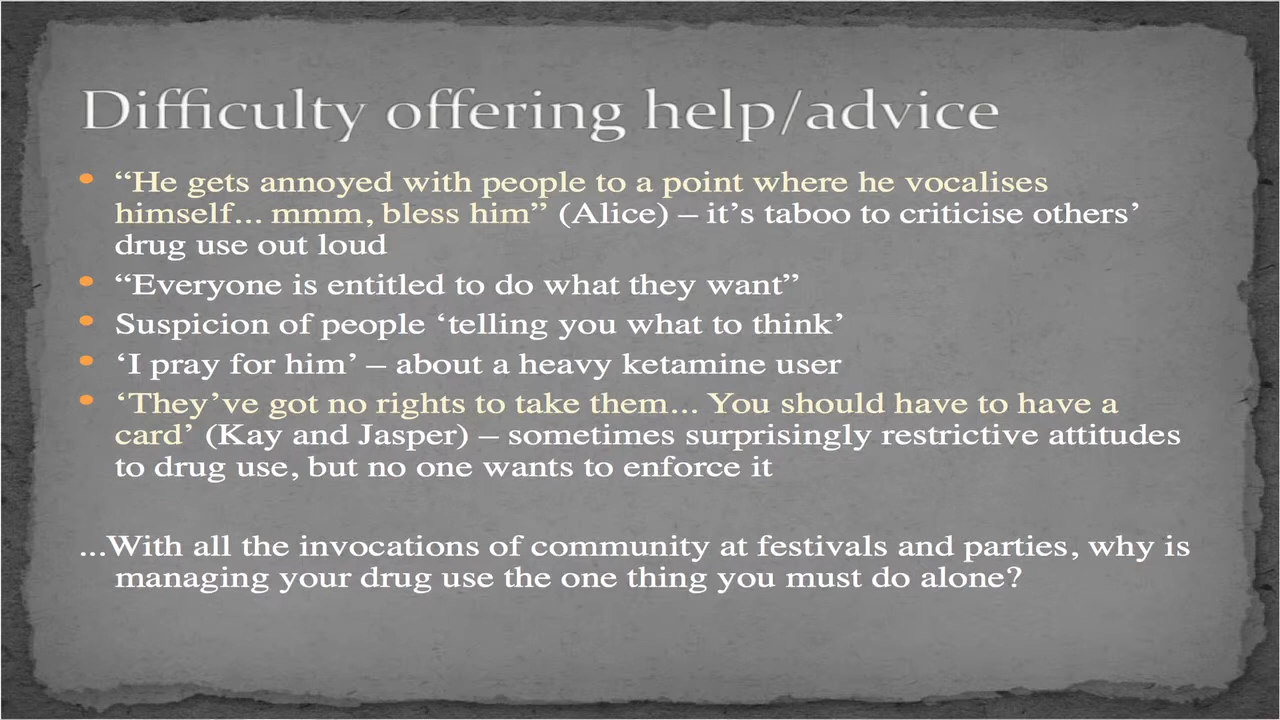 Difficulty offering help/advice
“He gets annoyed with people to a point where he vocalises
himself... mmm, bless him” (Alice) – it’s taboo to criticise others’
drug use out loud
“Everyone is entitled to do what they want”
Suspicion of people ‘telling you what to think’
‘I pray for him’ – about a heavy ketamine user
‘They’ve got no rights to take them... You should have to have a
card’ (Kay and Jasper) – sometimes surprisingly restrictive attitudes
to drug use, but no one wants to enforce it
...With all the invocations of community at festivals and parties, why is
managing your drug use the one thing you must do alone?